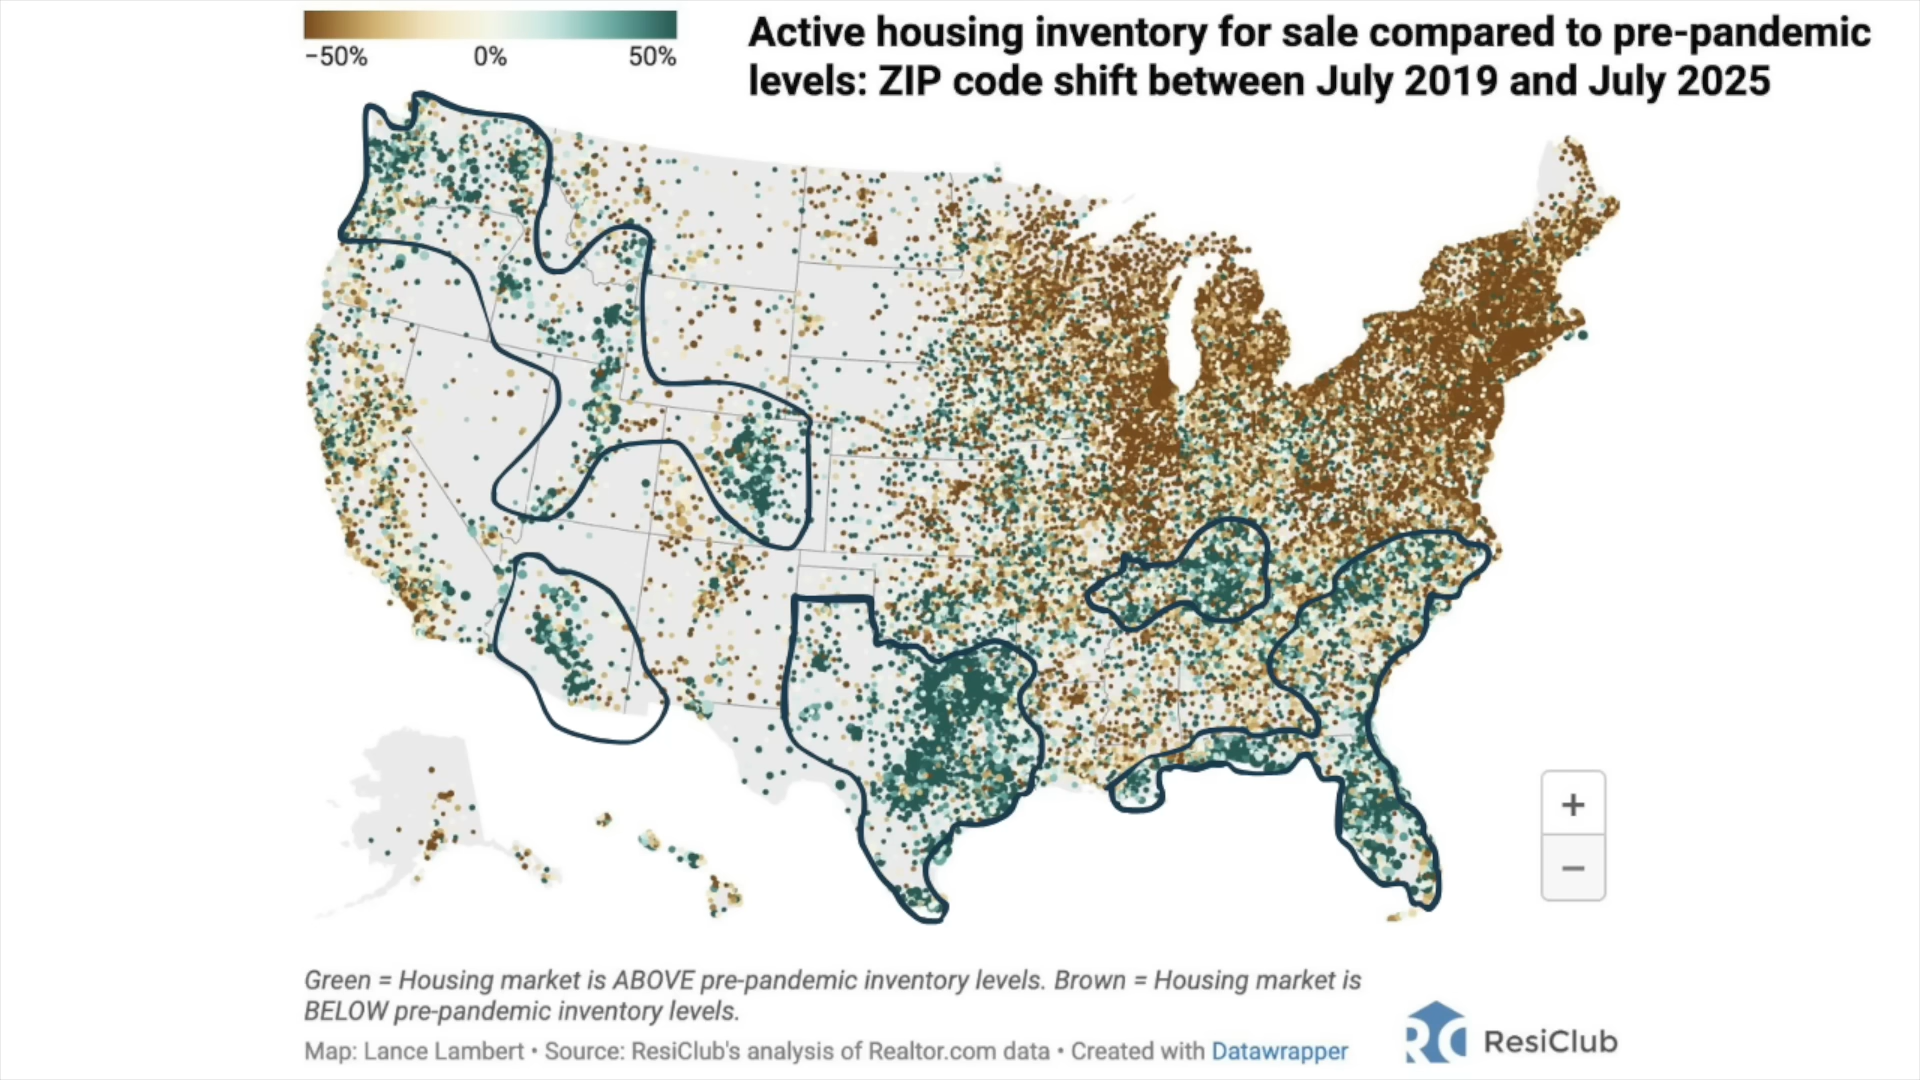 −50%
0%
50%
Active housing inventory for sale compared to pre-pandemic
levels: ZIP code shift between July 2019 and July 2025
+
−
Green = Housing market is ABOVE pre-pandemic inventory levels. Brown = Housing market is
BELOW pre-pandemic inventory levels.
Map: Lance Lambert • Source: ResiClub's analysis of Realtor.com data • Created with Datawrapper
RC ResiClub